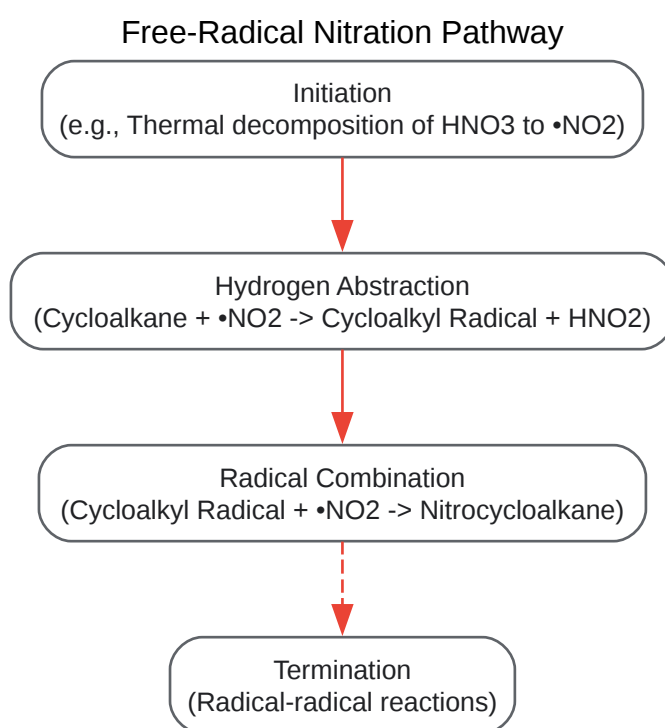 Free-Radical Nitration Pathway
Initiation
(e.g., Thermal decomposition of HNO3 to •NO2)
Hydrogen Abstraction
(Cycloalkane + •NO2 -> Cycloalkyl Radical + HNO2)
Radical Combination
(Cycloalkyl Radical + •NO2 -> Nitrocycloalkane)
Termination
(Radical-radical reactions)